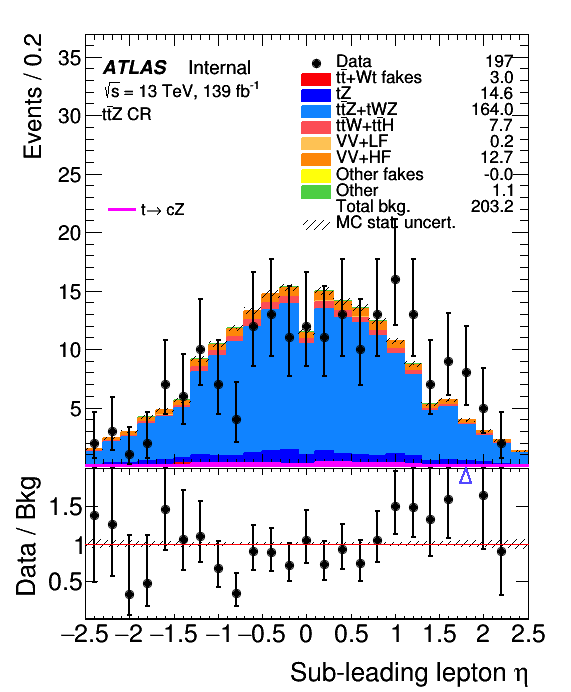 Events / 0.2
35
30
25
20
15
10
5
ATLAS Internal
√s = 13 TeV, 139 fb⁻¹
tt̄Z CR
t→ cZ
Data 197
tt̄+Wt fakes 3.0
tZ 14.6
tt̄Z+tWZ 164.0
tt̄W+tt̄H 7.7
VV+LF 0.2
VV+HF 12.7
Other fakes -0.0
Other 1.1
Total bkg. 203.2
MC stat. uncert.
Data / Bkg
1.5
1
0.5
−2.5 −2 −1.5 −1 −0.5 0 0.5 1 1.5 2 2.5
Sub-leading lepton η